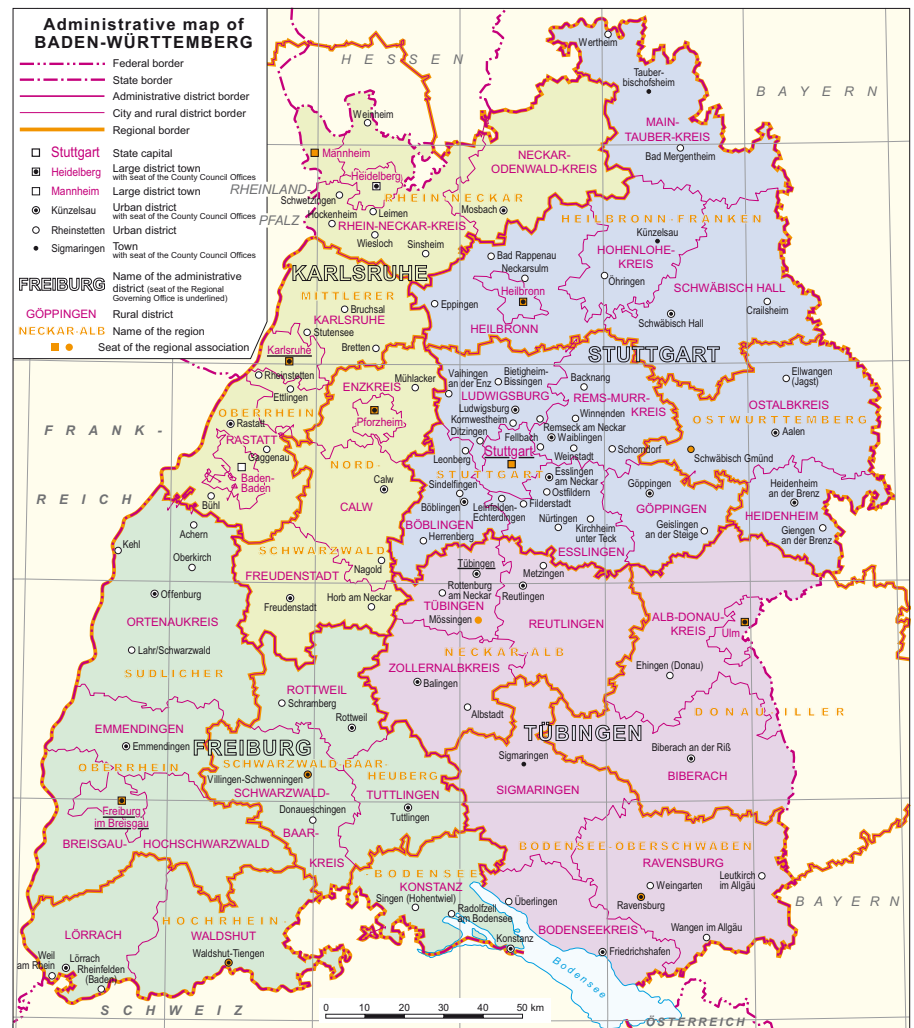 Administrative map of
BADEN-WÜRTTEMBERG
Federal border
State border
Administrative district border
City and rural district border
Regional border
Stuttgart State capital
Heidelberg Large district town
with seat of the County Council Offices
Mannheim Large district town
Künzelsau Urban district
with seat of the County Council Offices
Rheinstetten Urban district
Sigmaringen Town
with seat of the County Council Offices
FREIBURG Name of the administrative
district (seat of the Regional
Governing Office is underlined)
GÖPPINGEN Rural district
NECKAR-ALB Name of the region
Seat of the regional association
HESSEN
BAYERN
RHEINLAND-
PFALZ
FRANK-
REICH
SCHWEIZ
ÖSTERREICH
BAYERN
Wertheim
Tauber-
bischofsheim
MAIN-
TAUBER-KREIS
Bad Mergentheim
Weinheim
Mannheim
Heidelberg
Schwetzingen
RHEIN-NECKAR
Hockenheim
Leimen
RHEIN-NECKAR-KREIS
Wiesloch
Sinsheim
NECKAR-
ODENWALD-KREIS
Mosbach
HEILBRONN-FRANKEN
Künzelsau
HOHENLOHE-
KREIS
Öhringen
Bad Rappenau
Neckarsulm
Heilbronn
Eppingen
HEILBRONN
SCHWÄBISCH HALL
Crailsheim
Schwäbisch Hall
KARLSRUHE
MITTLERER
KARLSRUHE
Bruchsal
Stutensee
Bretten
Karlsruhe
Rheinstetten
Ettlingen
OBERRHEIN
Rastatt
RASTATT
Gaggenau
Baden-
Baden
Bühl
ENZKREIS
Mühlacker
Pforzheim
NORD-
Calw
CALW
SCHWARZWALD
Nagold
FREUDENSTADT
Freudenstadt
Horb am Neckar
STUTTGART
Vaihingen
an der Enz
Bietigheim-
Bissingen
LUDWIGSBURG
Ludwigsburg
Kornwestheim
Ditzingen
Leonberg
Backnang
REMS-MURR-
KREIS
Winnenden
Remseck am Neckar
Waiblingen
Fellbach
Weinstadt
Schorndorf
Stuttgart
STUTTGART
Esslingen
am Neckar
Ostfildern
Filderstadt
Sindelfingen
Böblingen
Leinfelden-
Echterdingen
BÖBLINGEN
Herrenberg
Nürtingen
Kirchheim
unter Teck
ESSLINGEN
Göppingen
GÖPPINGEN
Geislingen
an der Steige
Ellwangen
(Jagst)
OSTALBKREIS
OSTWÜRTTEMBERG
Aalen
Schwäbisch Gmünd
Heidenheim
an der Brenz
HEIDENHEIM
Giengen
an der Brenz
Achern
Kehl
Oberkirch
Offenburg
ORTENAUKREIS
Lahr/Schwarzwald
SÜDLICHER
EMMENDINGEN
Emmendingen
OBERRHEIN
Freiburg
im Breisgau
BREISGAU-
HOCHSCHWARZWALD
FREIBURG
ROTTWEIL
Schramberg
Rottweil
SCHWARZWALD-BAAR-
HEUBERG
Villingen-Schwenningen
SCHWARZWALD-
TUTTLINGEN
Donaueschingen
Tuttlingen
BAAR-
KREIS
HOCHRHEIN-
-BODENSEE
LÖRRACH
WALDSHUT
Waldshut-Tiengen
Weil
am Rhein
Lörrach
Rheinfelden
(Baden)
KONSTANZ
Singen (Hohentwiel)
Radolfzell
am Bodensee
Konstanz
Tübingen
Rottenburg
am Neckar
TÜBINGEN
Mössingen
Metzingen
Reutlingen
REUTLINGEN
NECKAR-ALB
ZOLLERNALBKREIS
Balingen
Albstadt
ALB-DONAU-
KREIS
Ulm
Ehingen (Donau)
DONAU-ILLER
Biberach an der Riß
BIBERACH
TÜBINGEN
Sigmaringen
SIGMARINGEN
BODENSEE-OBERSCHWABEN
RAVENSBURG
Leutkirch
im Allgäu
Weingarten
Ravensburg
Wangen im Allgäu
Überlingen
BODENSEEKREIS
Friedrichshafen
Bodensee
0 10 20 30 40 50 km